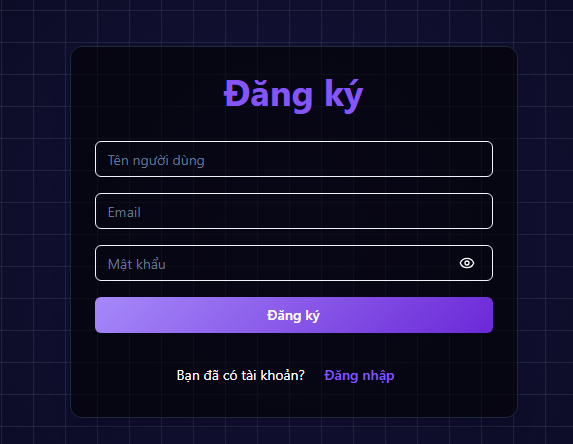 Đăng ký
Tên người dùng
Email
Mật khẩu
Đăng ký
Bạn đã có tài khoản? Đăng nhập